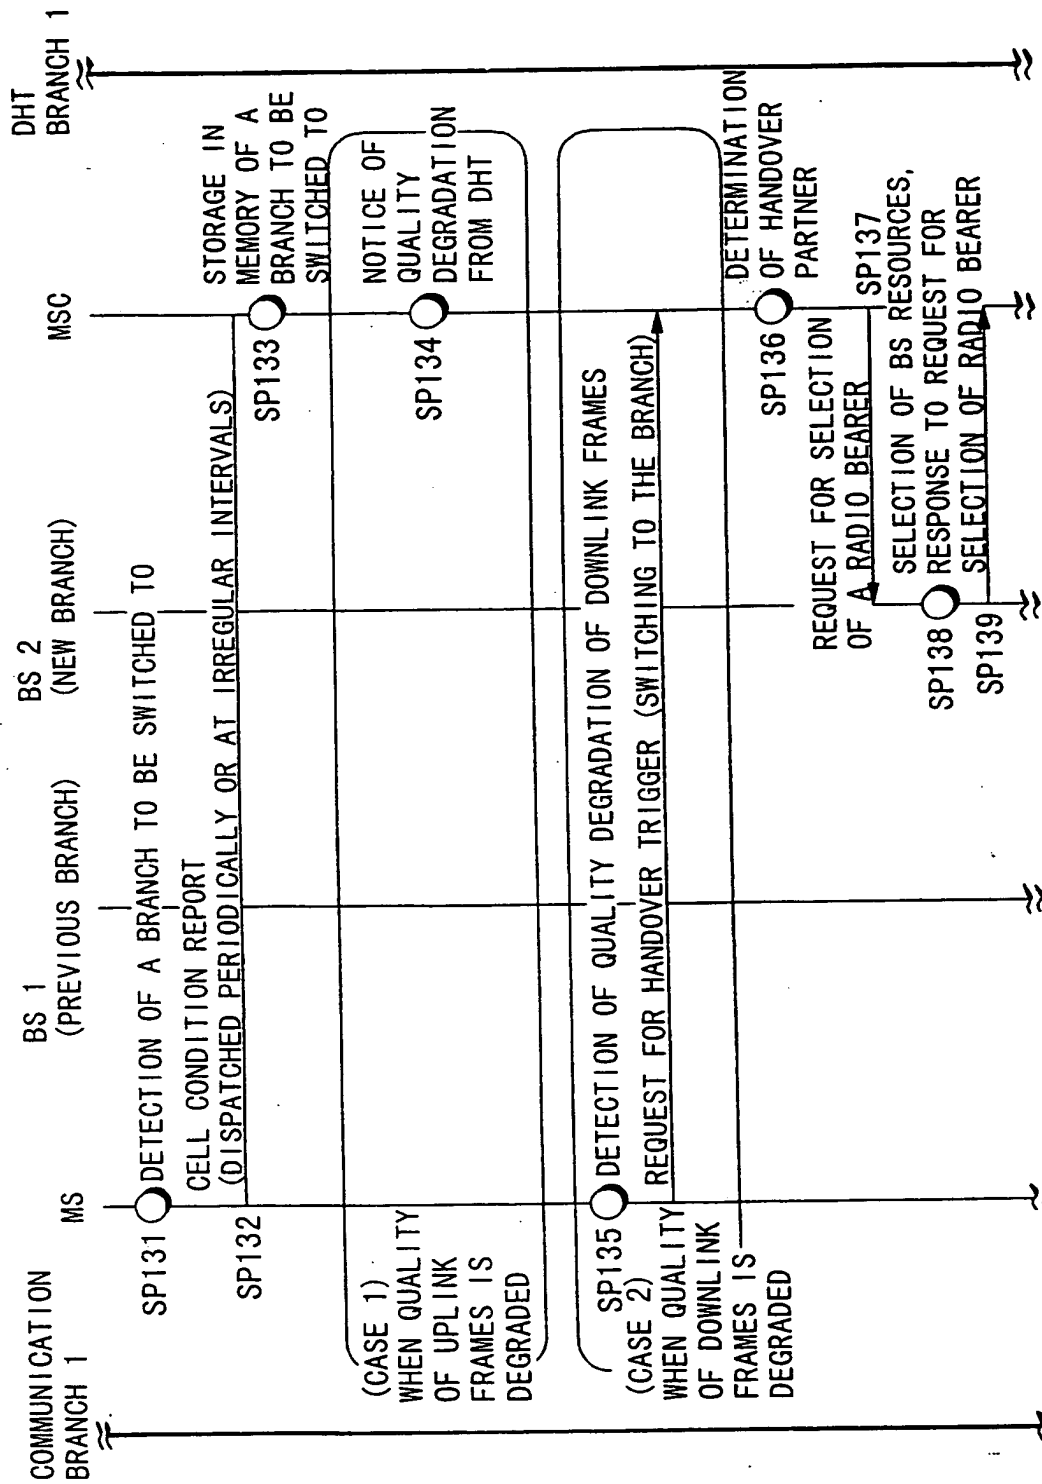 COMMUNICATION
BRANCH 1
MS
BS 1
(PREVIOUS BRANCH)
BS 2
(NEW BRANCH)
MSC
DHT
BRANCH 1
SP131
DETECTION OF A BRANCH TO BE SWITCHED TO
CELL CONDITION REPORT
(DISPATCHED PERIODICALLY OR AT IRREGULAR INTERVALS)
SP132
SP133
STORAGE IN
MEMORY OF A
BRANCH TO BE
SWITCHED TO
(CASE 1)
WHEN QUALITY
OF UPLINK
FRAMES IS
DEGRADED
SP134
NOTICE OF
QUALITY
DEGRADATION
FROM DHT
SP135
DETECTION OF QUALITY DEGRADATION OF DOWNLINK FRAMES
(CASE 2)
WHEN QUALITY
OF DOWNLINK
FRAMES IS
DEGRADED
REQUEST FOR HANDOVER TRIGGER (SWITCHING TO THE BRANCH)
SP136
DETERMINATION
OF HANDOVER
PARTNER
REQUEST FOR SELECTION
OF A RADIO BEARER
SP137
SP138
SELECTION OF BS RESOURCES,
RESPONSE TO REQUEST FOR
SELECTION OF RADIO BEARER
SP139